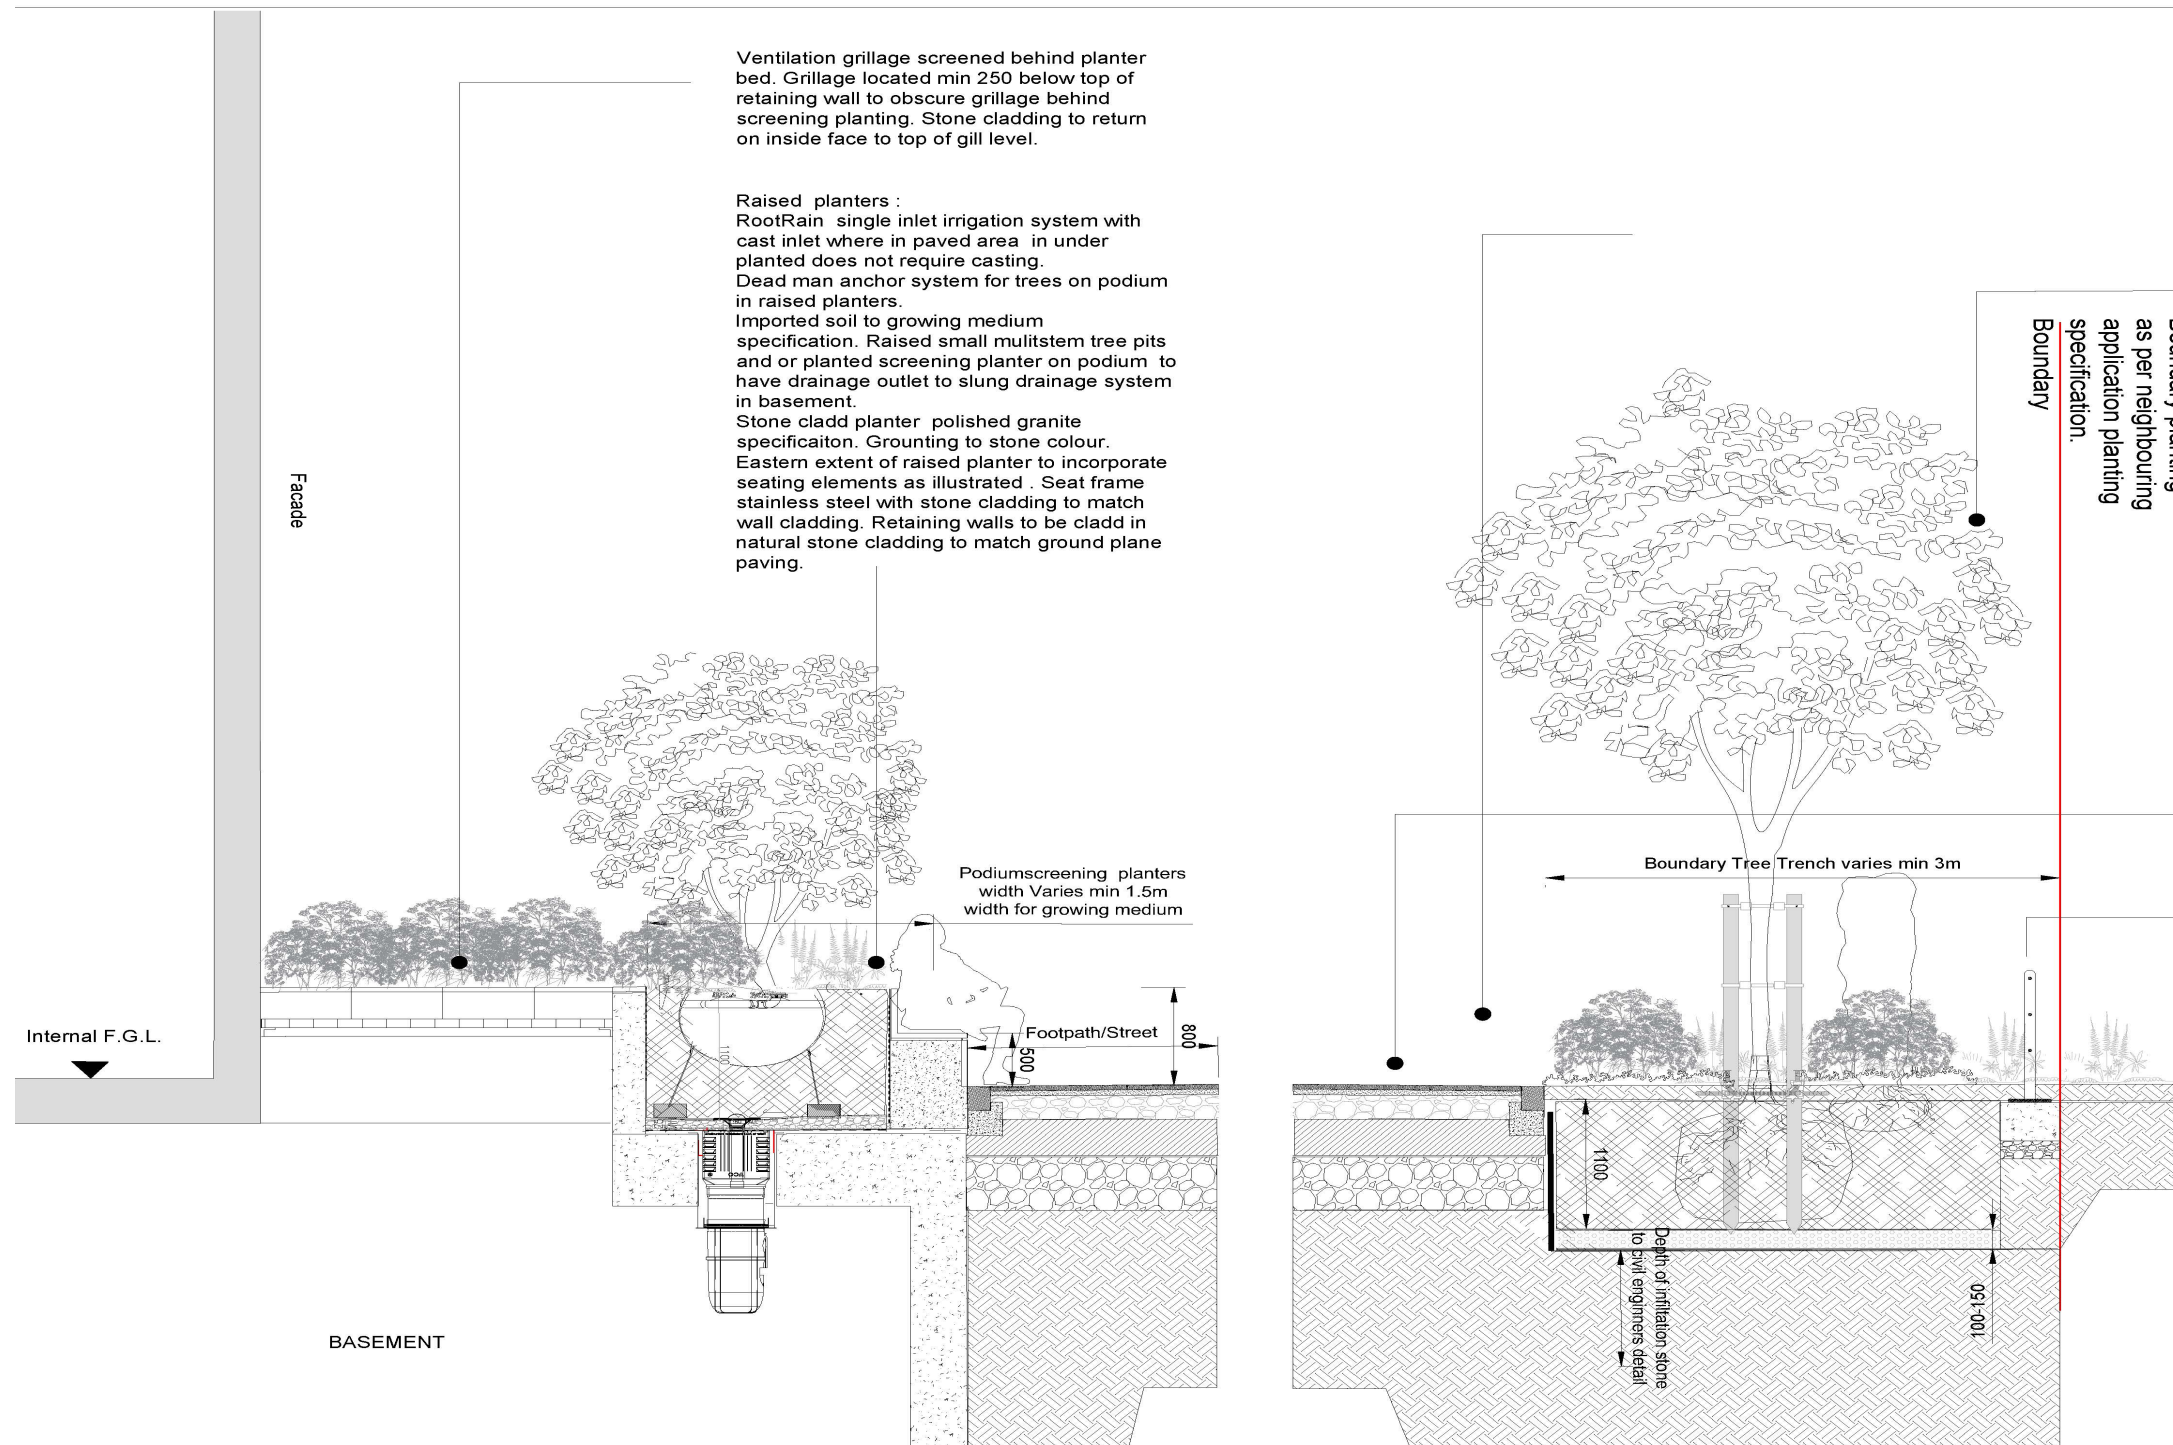 Ventilation grillage screened behind planter
bed. Grillage located min 250 below top of
retaining wall to obscure grillage behind
screening planting. Stone cladding to return
on inside face to top of gill level.
Raised planters :
RootRain single inlet irrigation system with
cast inlet where in paved area in under
planted does not require casting.
Dead man anchor system for trees on podium
in raised planters.
Imported soil to growing medium
specification. Raised small mulitstem tree pits
and or planted screening planter on podium to
have drainage outlet to slung drainage system
in basement.
Stone cladd planter polished granite
specificaiton. Grounting to stone colour.
Eastern extent of raised planter to incorporate
seating elements as illustrated . Seat frame
stainless steel with stone cladding to match
wall cladding. Retaining walls to be cladd in
natural stone cladding to match ground plane
paving.
Facade
Internal F.G.L.
BASEMENT
Podiumscreening planters
width Varies min 1.5m
width for growing medium
1100
Footpath/Street
500
800
as per neighbouring
application planting
specification.
Boundary
Boundary Tree Trench varies min 3m
1100
Depth of infiltation stone
to civil enginners detail
100-150